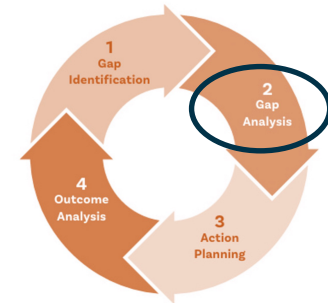 1
Gap
Identification
2
Gap
Analysis
3
Action
Planning
4
Outcome
Analysis